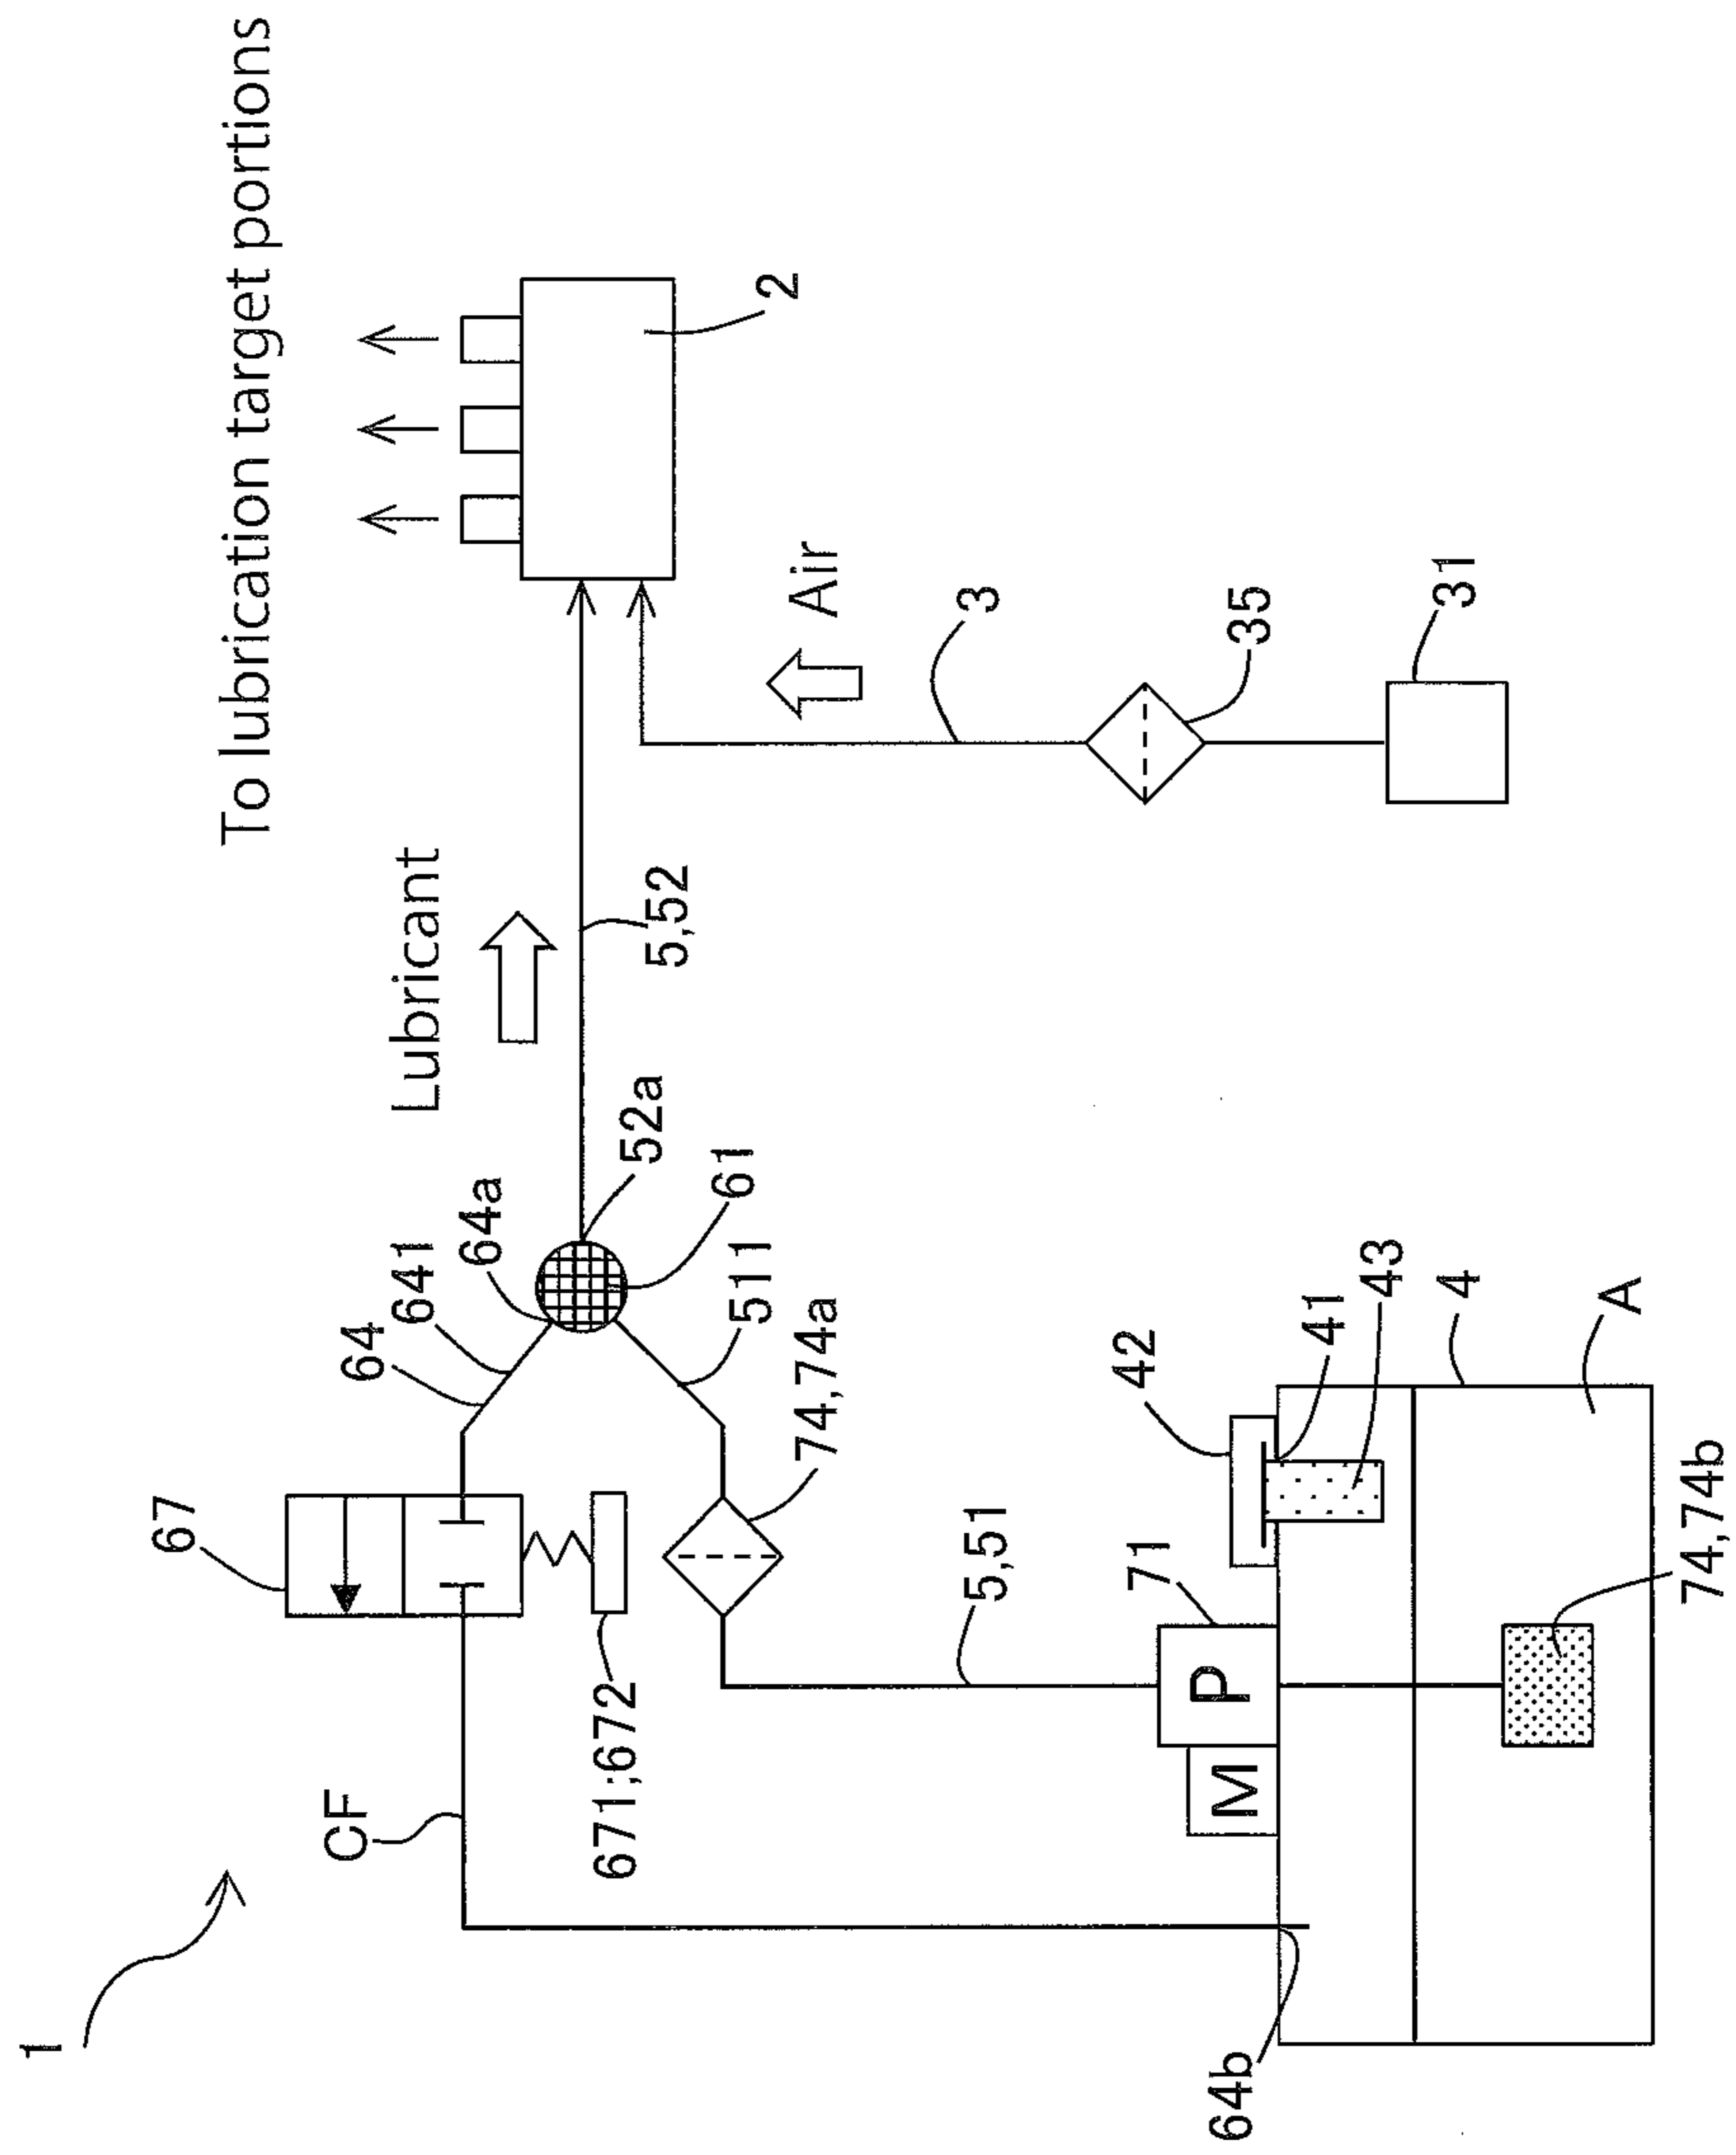 1
To lubrication target portions
Lubricant
67
64
641
64a
CF
671;672
52a
61
511
74,74a
5,52
2
Air
3
35
31
5,51
71
P
M
42
41
43
4
A
64b
74,74b